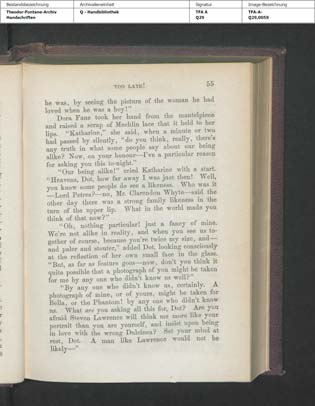 Bestandsbezeichnung Archivalieneinheit Signatur Image-Bezeichnung
Theodor-Fontane-Archiv Q - Handbibliothek TFA A TFA-A-
Handschriften Q29 Q29,0059
TOO LATE! 55
he was, by seeing the picture of the woman he had
loved when he was a boy!"
Dora Fane took her hand from the mantelpiece
and raised a scrap of Mechlin lace that it held to her
lips. "Katharine," she said, when a minute or two
had passed by silently, "do you think, really, there's
any truth in what some people say about our being
alike? Now, on your honour—I've a particular reason
for asking you this to-night."
"Our being alike!" cried Katharine with a start.
"Heavens, Dot, how far away I was just then! Well,
you know some people do see a likeness. Who was it
—Lord Petres?—no, Mr. Clarendon Whyte—said the
other day there was a strong family likeness in the
turn of the upper lip. What in the world made you
think of that now?"
"Oh, nothing particular! just a fancy of mine.
We're not alike in reality, and when you see us to-
gether of course, because you're twice my size, and—
and paler and stouter," added Dot, looking consciously
at the reflection of her own small face in the glass.
"But, as far as feature goes—now, don't you think it
quite possible that a photograph of you might be taken
for me by any one who didn't know us well?"
"By any one who didn't know us, certainly. A
photograph of mine, or of yours, might be taken for
Bella, or the Phantom! by any one who didn't know
us. What are you asking all this for, Dot? Are you
afraid Steven Lawrence will think me more like your
portrait than you are yourself, and insist upon being
in love with the wrong Dulcinea? Set your mind at
rest, Dot. A man like Lawrence would not be
likely—"